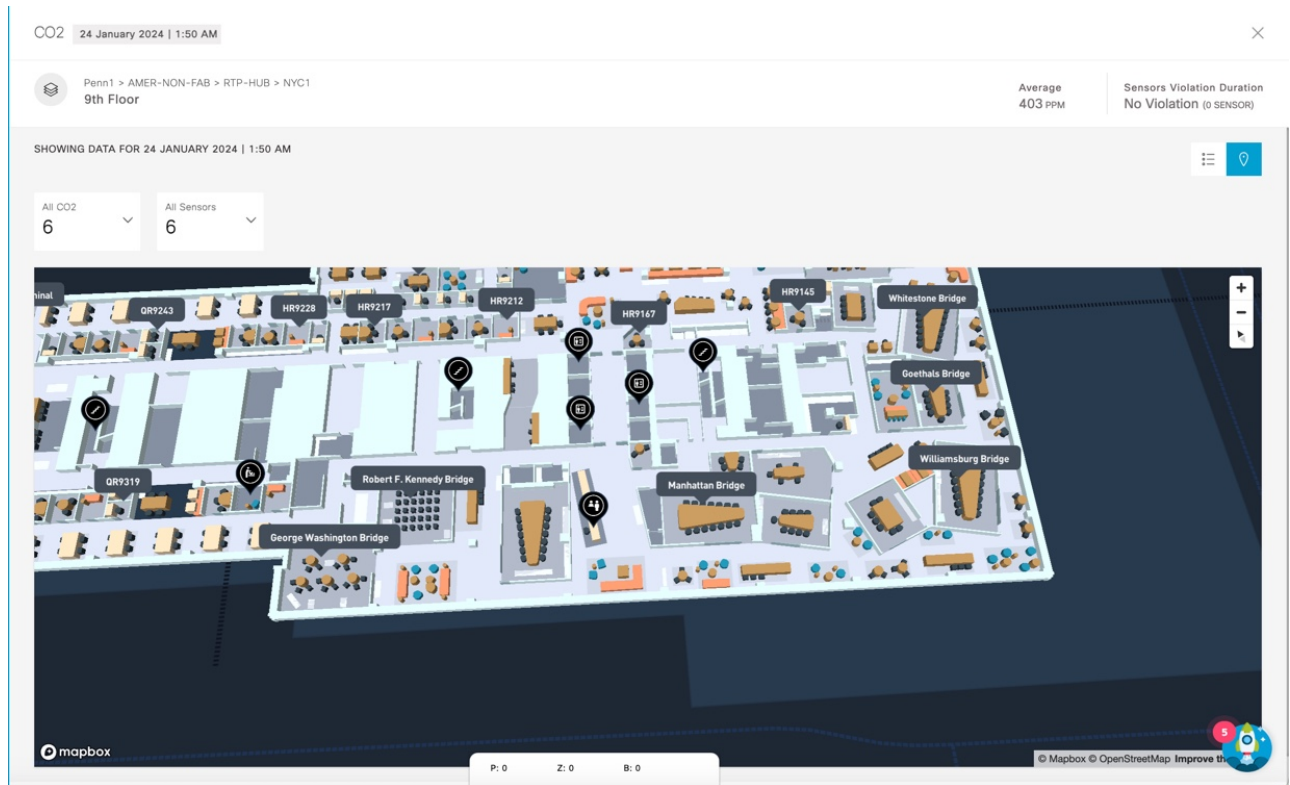 CO2 24 January 2024 | 1:50 AM
Penn1 > AMER-NON-FAB > RTP-HUB > NYC1
9th Floor
Average
403 PPM
Sensors Violation Duration
No Violation (0 SENSOR)
SHOWING DATA FOR 24 JANUARY 2024 | 1:50 AM
All CO2
6
All Sensors
6
inal
QR9243
HR9228
HR9217
HR9212
HR9167
HR9145
Whitestone Bridge
Goethals Bridge
Williamsburg Bridge
QR9319
Robert F. Kennedy Bridge
Manhattan Bridge
George Washington Bridge
mapbox
P: 0 Z: 0 B: 0
© Mapbox © OpenStreetMap Improve th
5